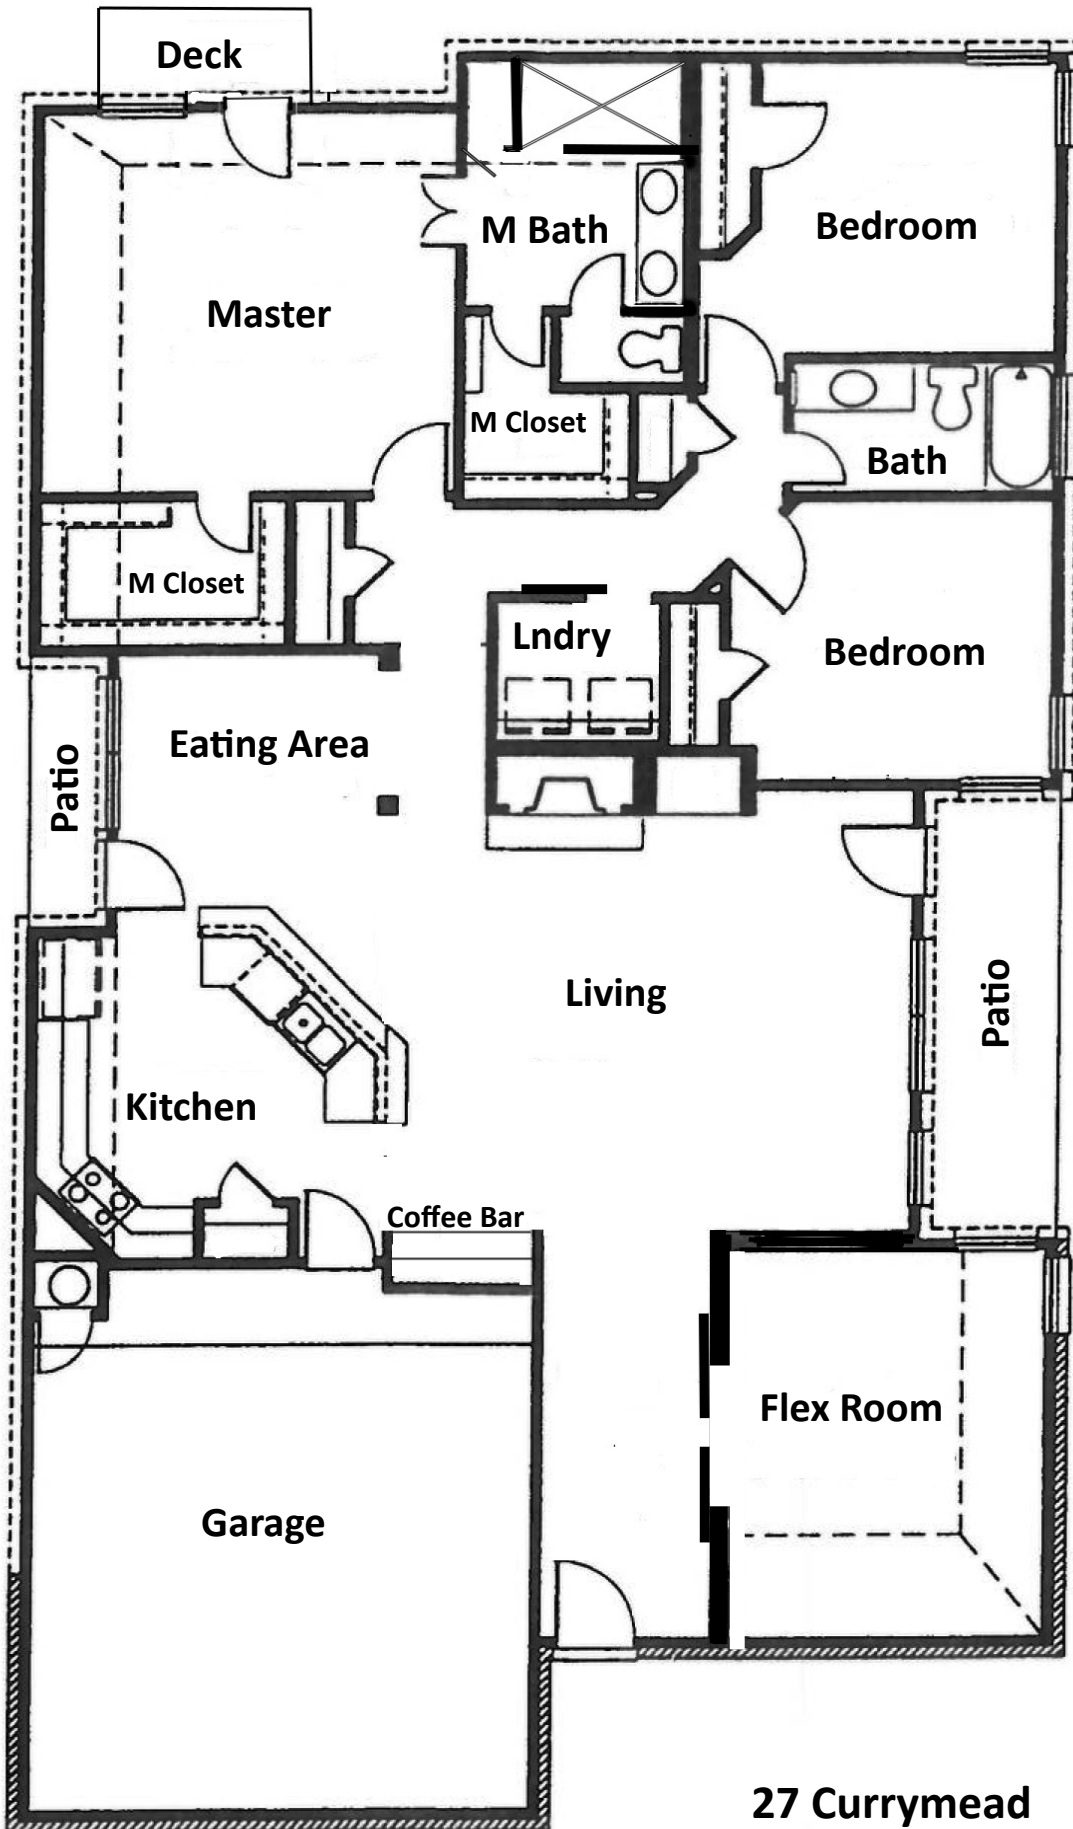 Deck
M Bath
Bedroom
Master
M Closet
Bath
M Closet
Lndry
Bedroom
Eating Area
Patio
Living
Patio
Kitchen
Coffee Bar
Flex Room
Garage
27 Currymead